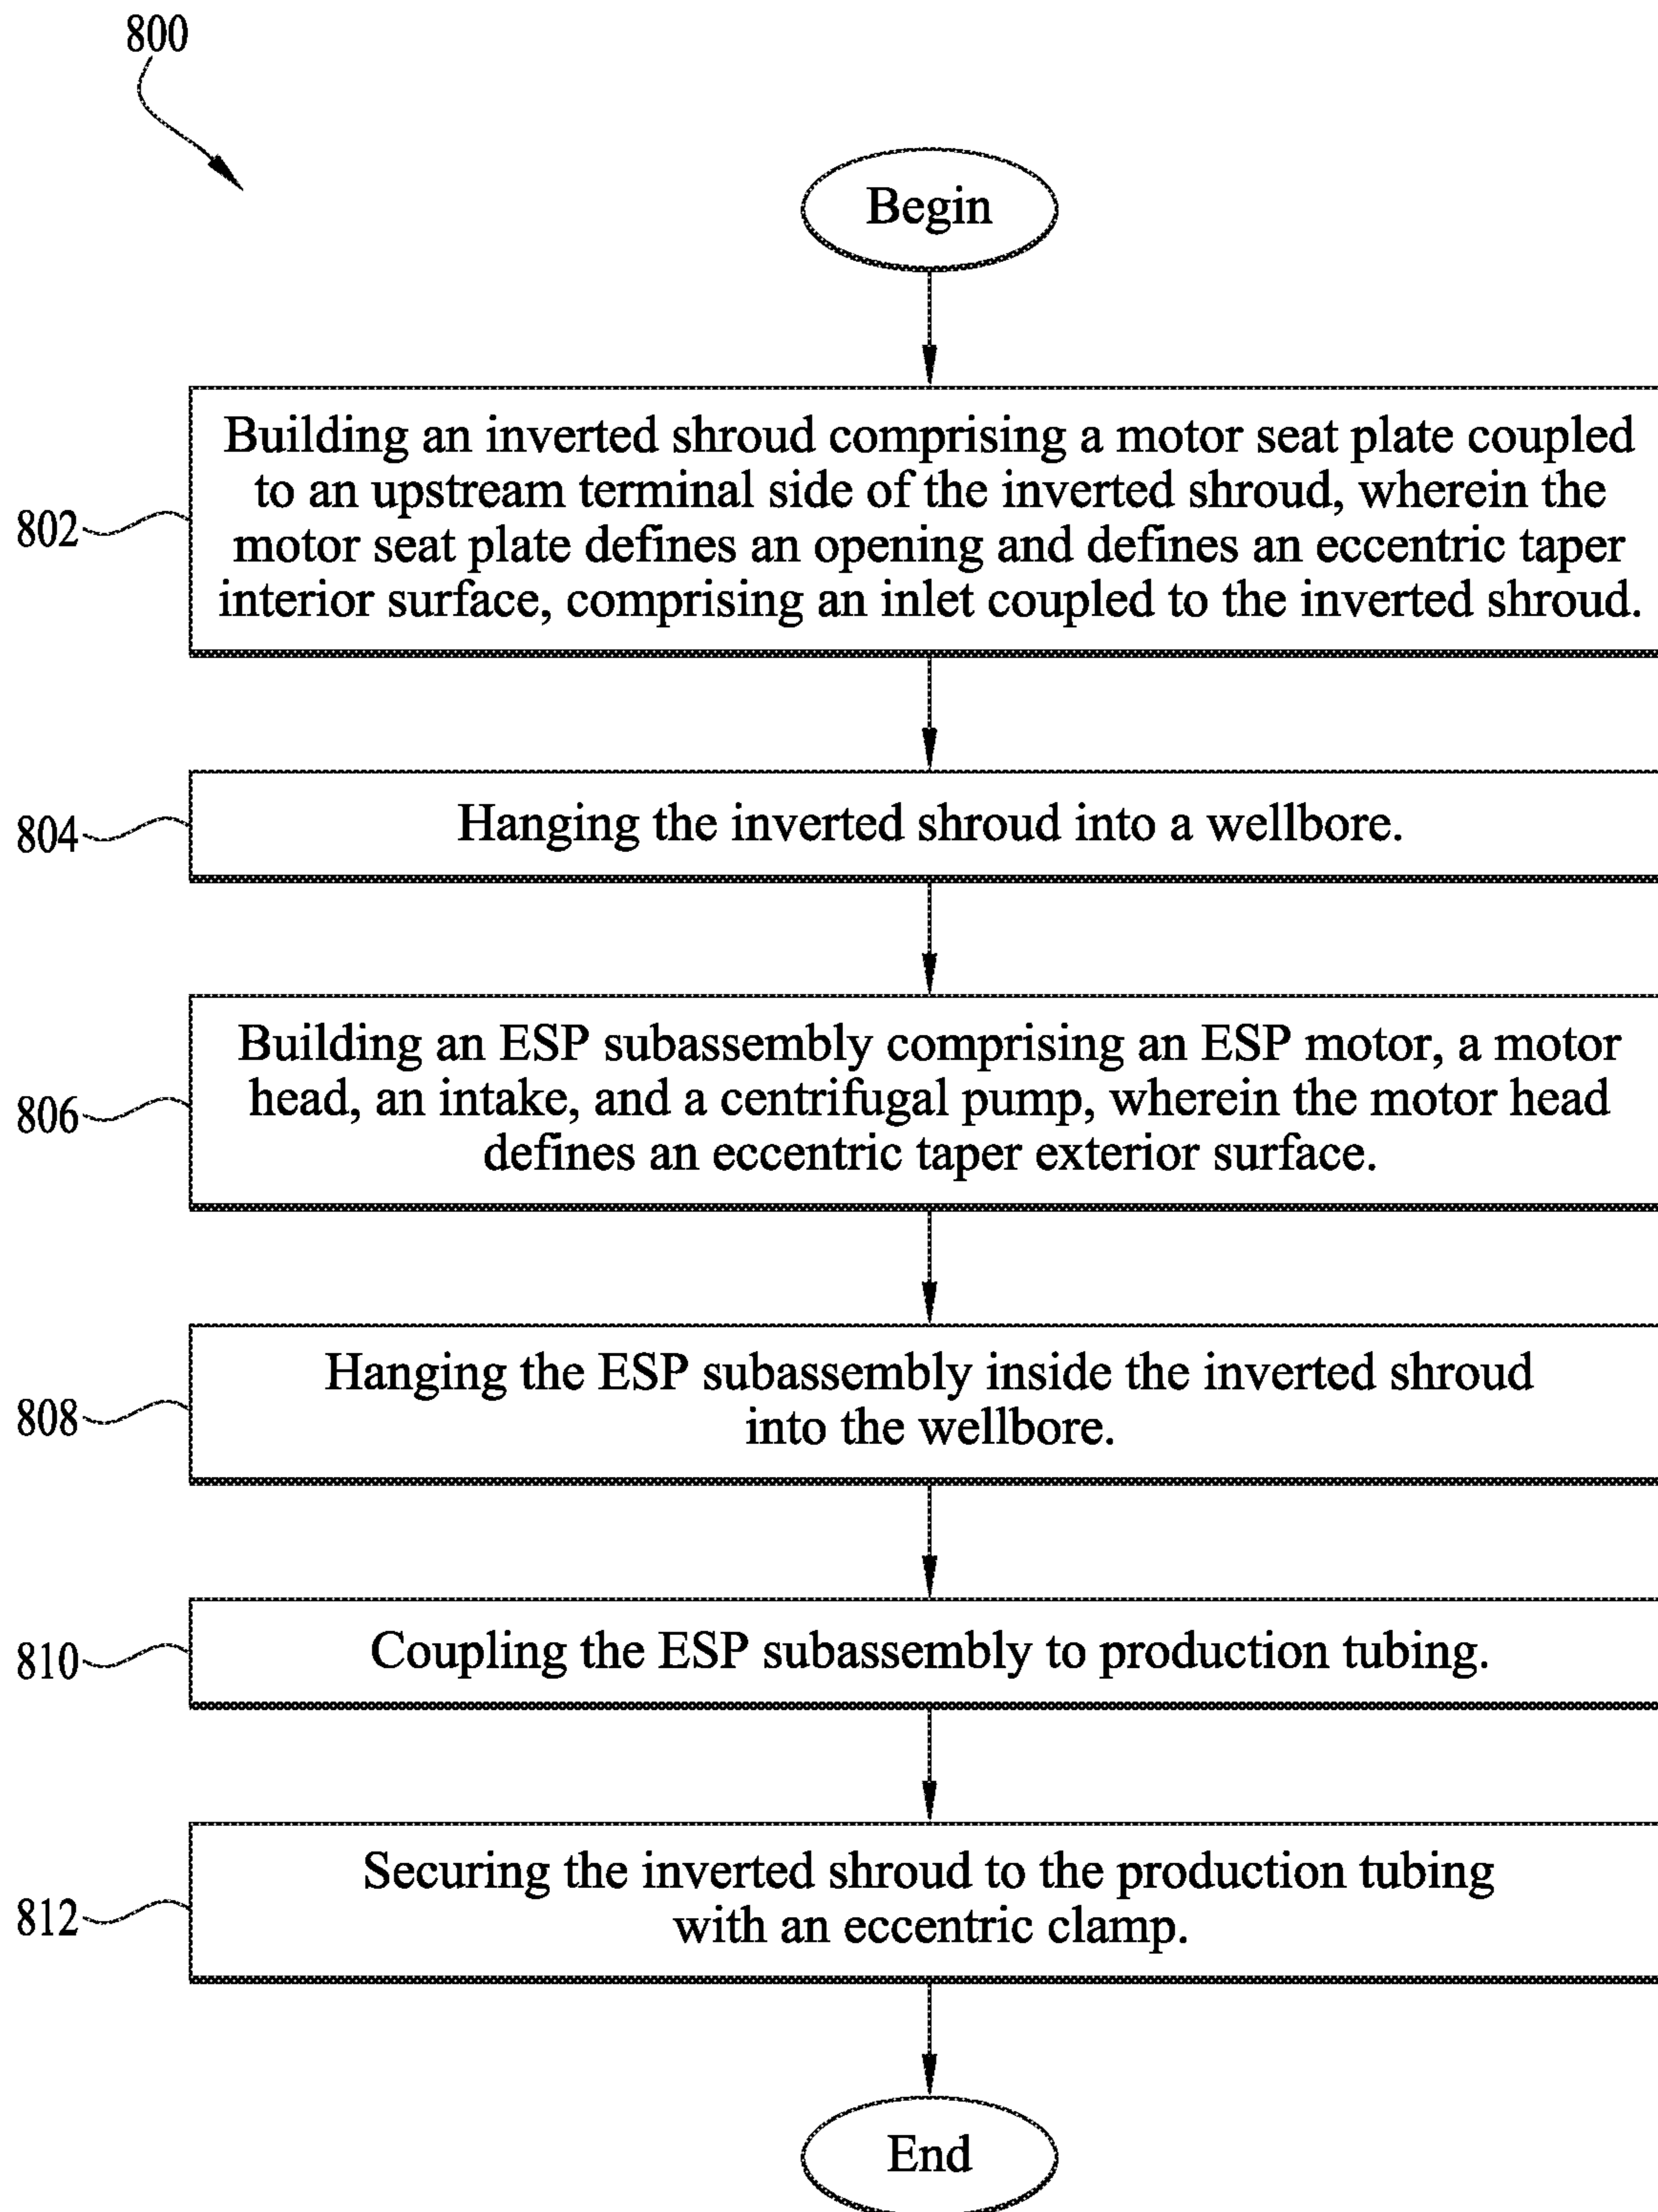 800
Begin
802
Building an inverted shroud comprising a motor seat plate coupled
to an upstream terminal side of the inverted shroud, wherein the
motor seat plate defines an opening and defines an eccentric taper
interior surface, comprising an inlet coupled to the inverted shroud.
804
Hanging the inverted shroud into a wellbore.
806
Building an ESP subassembly comprising an ESP motor, a motor
head, an intake, and a centrifugal pump, wherein the motor head
defines an eccentric taper exterior surface.
808
Hanging the ESP subassembly inside the inverted shroud
into the wellbore.
810
Coupling the ESP subassembly to production tubing.
812
Securing the inverted shroud to the production tubing
with an eccentric clamp.
End